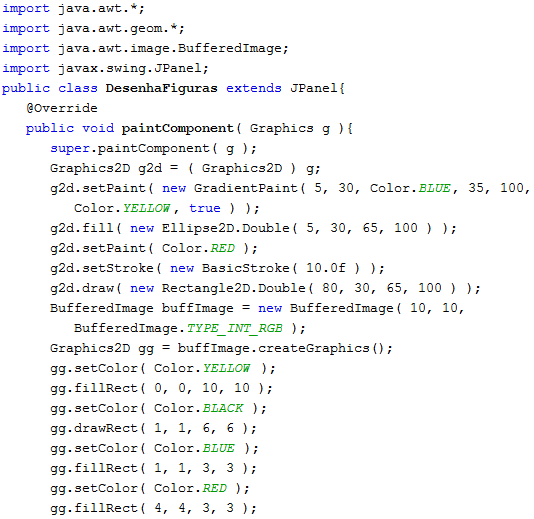 import java.awt.*;
import java.awt.geom.*;
import java.awt.image.BufferedImage;
import javax.swing.JPanel;
public class DesenhaFiguras extends JPanel{
@Override
public void paintComponent( Graphics g ){
super.paintComponent( g );
Graphics2D g2d = ( Graphics2D ) g;
g2d.setPaint( new GradientPaint( 5, 30, Color.BLUE, 35, 100,
Color.YELLOW, true ) );
g2d.fill( new Ellipse2D.Double( 5, 30, 65, 100 ) );
g2d.setPaint( Color.RED );
g2d.setStroke( new BasicStroke( 10.0f ) );
g2d.draw( new Rectangle2D.Double( 80, 30, 65, 100 ) );
BufferedImage buffImage = new BufferedImage( 10, 10,
BufferedImage.TYPE_INT_RGB );
Graphics2D gg = buffImage.createGraphics();
gg.setColor( Color.YELLOW );
gg.fillRect( 0, 0, 10, 10 );
gg.setColor( Color.BLACK );
gg.drawRect( 1, 1, 6, 6 );
gg.setColor( Color.BLUE );
gg.fillRect( 1, 1, 3, 3 );
gg.setColor( Color.RED );
gg.fillRect( 4, 4, 3, 3 );